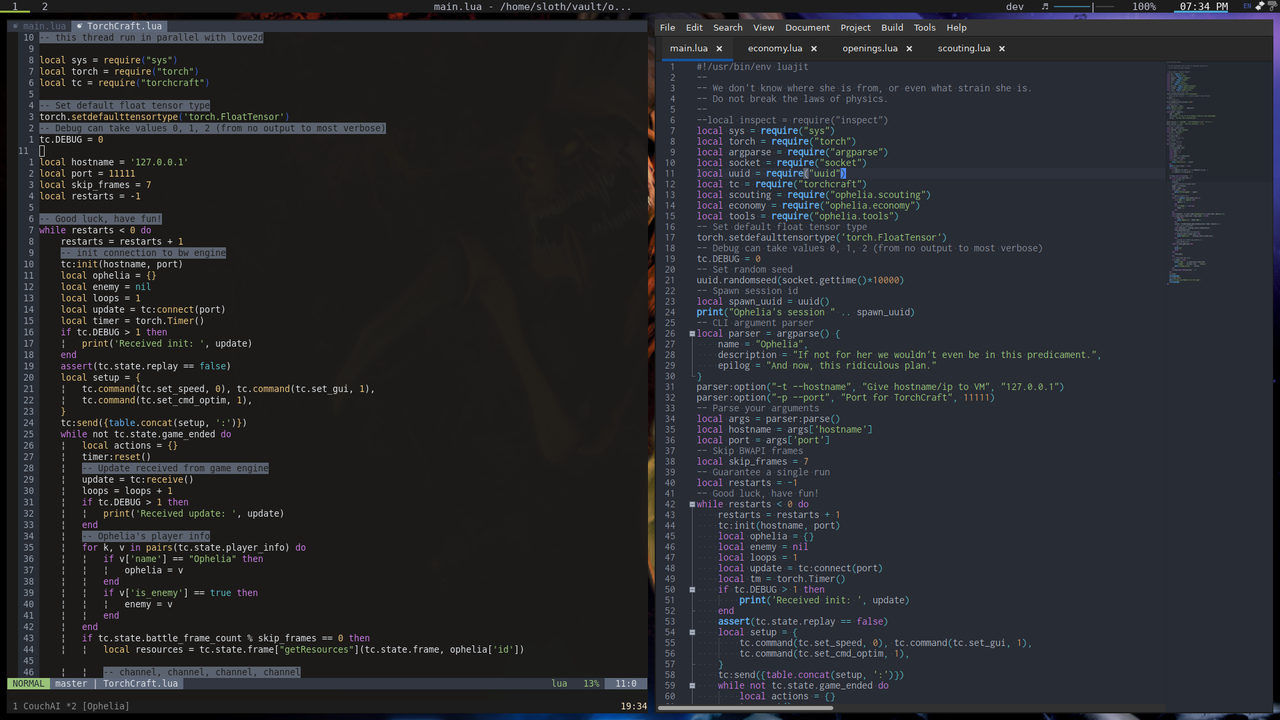 1 2 main.lua - /home/sloth/vault/o... dev 100% 07:34 PM EN
main.lua TorchCraft.lua
10 -- this thread run in parallel with love2d
9
8 local sys = require("sys")
7 local torch = require("torch")
6 local tc = require("torchcraft")
5
4 -- Set default float tensor type
3 torch.setdefaulttensortype('torch.FloatTensor')
2 -- Debug can take values 0, 1, 2 (from no output to most verbose)
1 tc.DEBUG = 0
11
1 local hostname = '127.0.0.1'
2 local port = 11111
3 local skip_frames = 7
4 local restarts = -1
5
6 -- Good luck, have fun!
7 while restarts < 0 do
8 restarts = restarts + 1
9 -- init connection to bw engine
10 tc:init(hostname, port)
11 local ophelia = {}
12 local enemy = nil
13 local loops = 1
14 local update = tc:connect(port)
15 local timer = torch.Timer()
16 if tc.DEBUG > 1 then
17 ¦ print('Received init: ', update)
18 end
19 assert(tc.state.replay == false)
20 local setup = {
21 ¦ tc.command(tc.set_speed, 0), tc.command(tc.set_gui, 1),
22 ¦ tc.command(tc.set_cmd_optim, 1),
23 }
24 tc:send({table.concat(setup, ':')})
25 while not tc.state.game_ended do
26 ¦ local actions = {}
27 ¦ timer:reset()
28 ¦ -- Update received from game engine
29 ¦ update = tc:receive()
30 ¦ loops = loops + 1
31 ¦ if tc.DEBUG > 1 then
32 ¦ ¦ print('Received update: ', update)
33 ¦ end
34 ¦ -- Ophelia's player info
35 ¦ for k, v in pairs(tc.state.player_info) do
36 ¦ ¦ if v['name'] == "Ophelia" then
37 ¦ ¦ ¦ ophelia = v
38 ¦ ¦ end
39 ¦ ¦ if v['is_enemy'] == true then
40 ¦ ¦ ¦ enemy = v
41 ¦ ¦ end
42 ¦ end
43 ¦ if tc.state.battle_frame_count % skip_frames == 0 then
44 ¦ ¦ local resources = tc.state.frame["getResources"](tc.state.frame, ophelia['id'])
45
46 ¦ ¦ -- channel, channel, channel, channel
NORMAL master | TorchCraft.lua lua 13% 11:0
1 CouchAI *2 [Ophelia] 19:34
File Edit Search View Document Project Build Tools Help
main.lua × economy.lua × openings.lua × scouting.lua ×
1 #!/usr/bin/env luajit
2 --
3 -- We don't know where she is from, or even what strain she is.
4 -- Do not break the laws of physics.
5 --
6 --local inspect = require("inspect")
7 local sys = require("sys")
8 local torch = require("torch")
9 local argparse = require("argparse")
10 local socket = require("socket")
11 local uuid = require("uuid")
12 local tc = require("torchcraft")
13 local scouting = require("ophelia.scouting")
14 local economy = require("ophelia.economy")
15 local tools = require("ophelia.tools")
16 -- Set default float tensor type
17 torch.setdefaulttensortype('torch.FloatTensor')
18 -- Debug can take values 0, 1, 2 (from no output to most verbose)
19 tc.DEBUG = 0
20 -- Set random seed
21 uuid.randomseed(socket.gettime()*10000)
22 -- Spawn session id
23 local spawn_uuid = uuid()
24 print("Ophelia's session " .. spawn_uuid)
25 -- CLI argument parser
26 local parser = argparse() {
27 name = "Ophelia",
28 description = "If not for her we wouldn't even be in this predicament.",
29 epilog = "And now, this ridiculous plan."
30 }
31 parser:option("-t --hostname", "Give hostname/ip to VM", "127.0.0.1")
32 parser:option("-p --port", "Port for TorchCraft", 11111)
33 -- Parse your arguments
34 local args = parser:parse()
35 local hostname = args['hostname']
36 local port = args['port']
37 -- Skip BWAPI frames
38 local skip_frames = 7
39 -- Guarantee a single run
40 local restarts = -1
41 -- Good luck, have fun!
42 while restarts < 0 do
43 restarts = restarts + 1
44 tc:init(hostname, port)
45 local ophelia = {}
46 local enemy = nil
47 local loops = 1
48 local update = tc:connect(port)
49 local tm = torch.Timer()
50 if tc.DEBUG > 1 then
51 print('Received init: ', update)
52 end
53 assert(tc.state.replay == false)
54 local setup = {
55 tc.command(tc.set_speed, 0), tc.command(tc.set_gui, 1),
56 tc.command(tc.set_cmd_optim, 1),
57 }
58 tc:send({table.concat(setup, ':')})
59 while not tc.state.game_ended do
60 local actions = {}